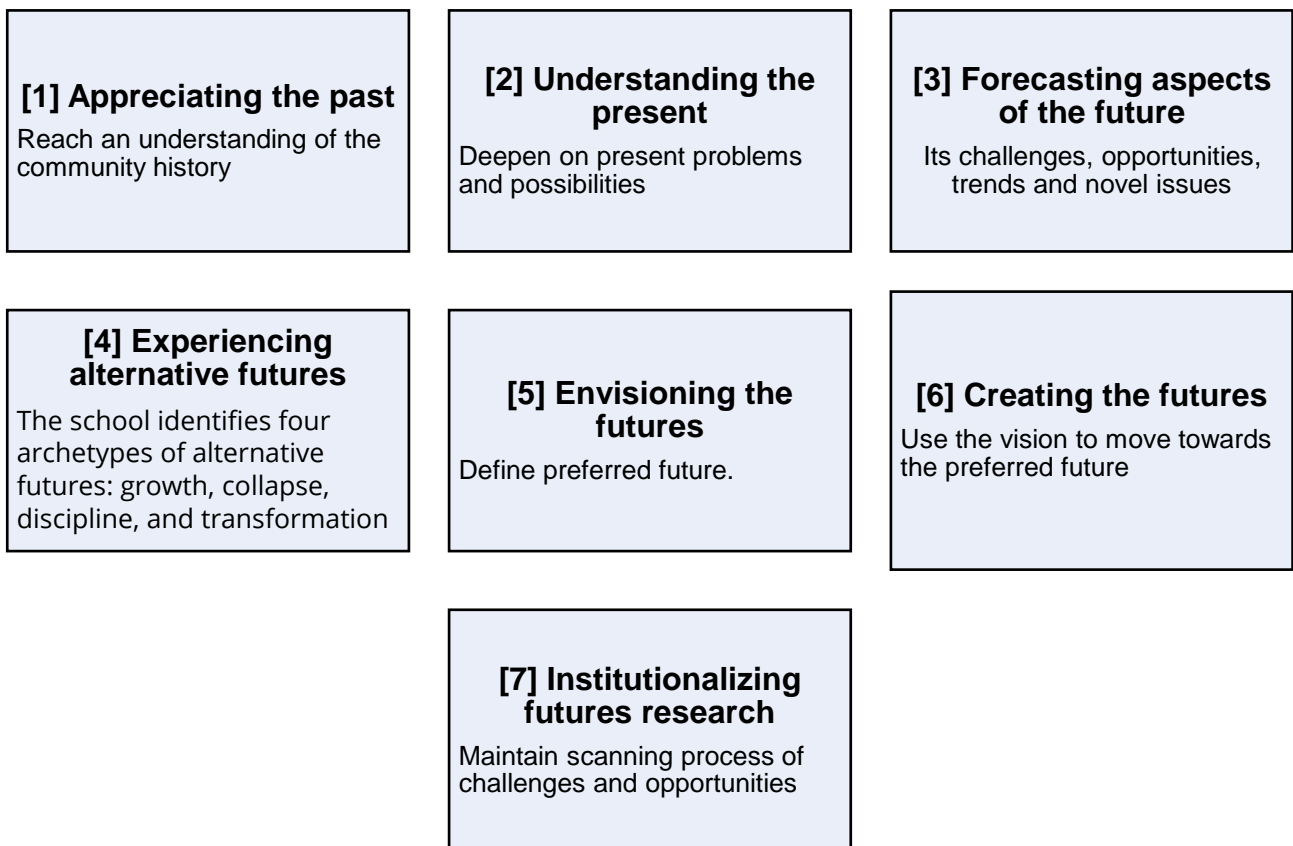 [1] Appreciating the past
Reach an understanding of the
community history
[2] Understanding the
present
Deepen on present problems
and possibilities
[3] Forecasting aspects
of the future
Its challenges, opportunities,
trends and novel issues
[4] Experiencing
alternative futures
The school identifies four
archetypes of alternative
futures: growth, collapse,
discipline, and transformation
[5] Envisioning the
futures
Define preferred future.
[6] Creating the futures
Use the vision to move towards
the preferred future
[7] Institutionalizing
futures research
Maintain scanning process of
challenges and opportunities